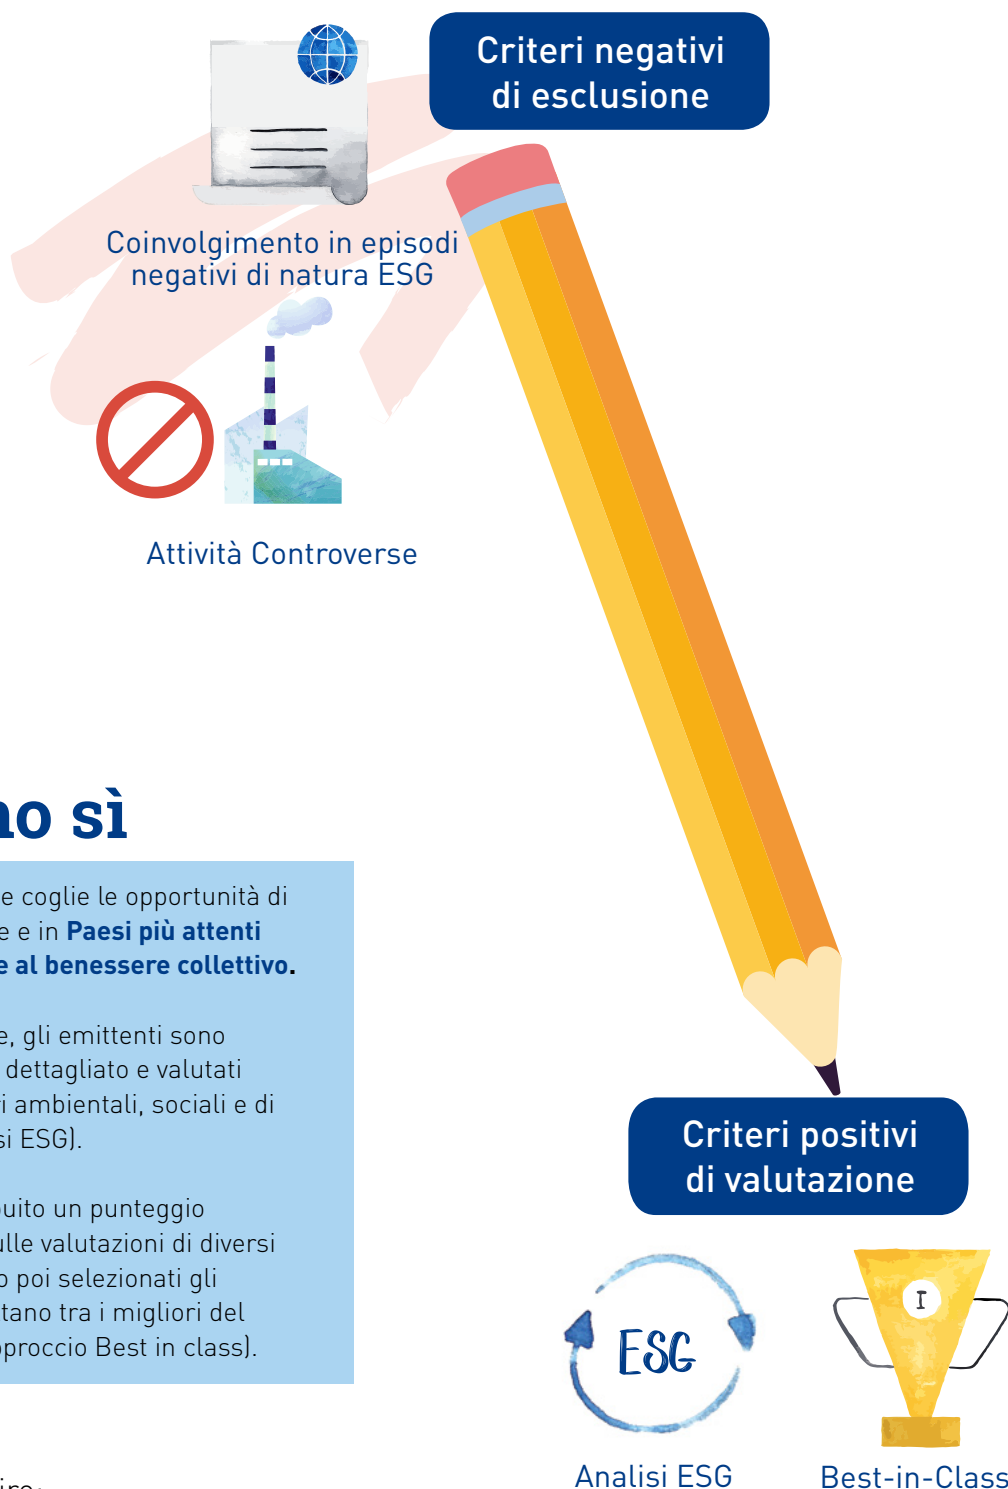 Criteri negativi
di esclusione
Coinvolgimento in episodi
negativi di natura ESG
Attività Controverse
sì
e coglie le opportunità di
e e in Paesi più attenti
e al benessere collettivo.
e, gli emittenti sono
dettagliato e valutati
ri ambientali, sociali e di
si ESG).
buito un punteggio
ulle valutazioni di diversi
o poi selezionati gli
tano tra i migliori del
pproccio Best in class).
Criteri positivi
di valutazione
I
ESG
Analisi ESG
Best-in-Class